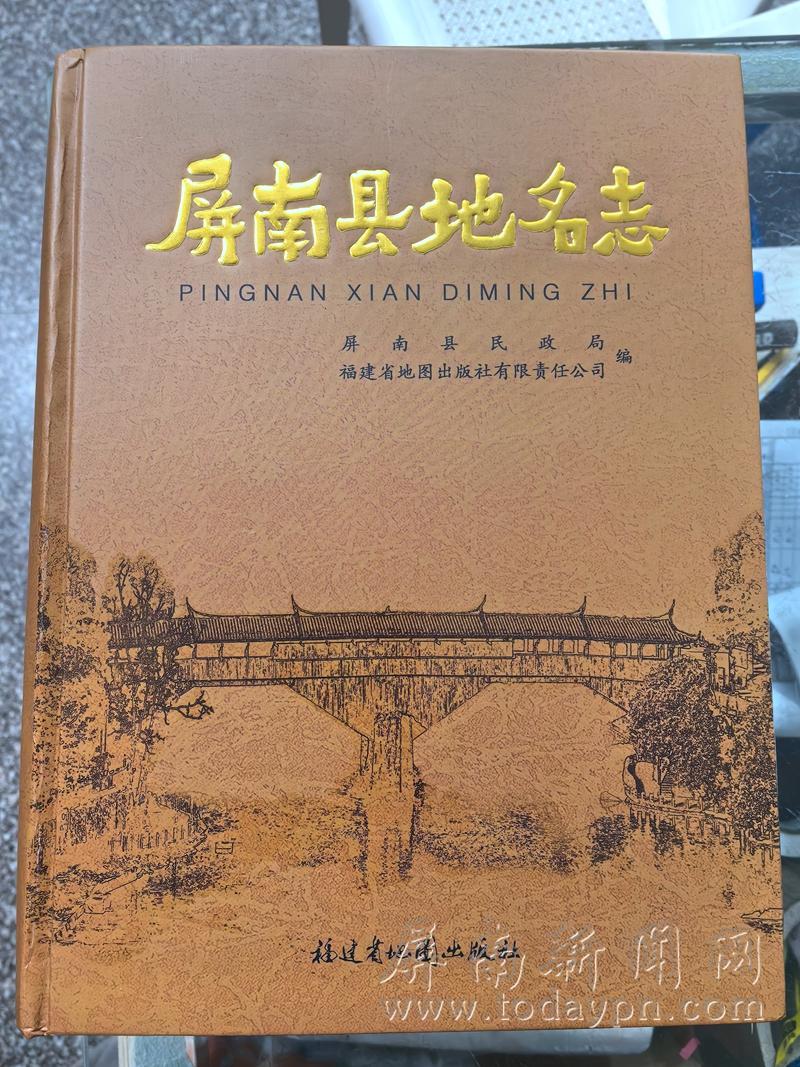 屏南县地名志
PINGNAN XIAN DIMING ZHI
屏南县民政局
福建省地图出版社有限责任公司
编
福建省地图出版社
屏南新闻网
www.todaypn.com